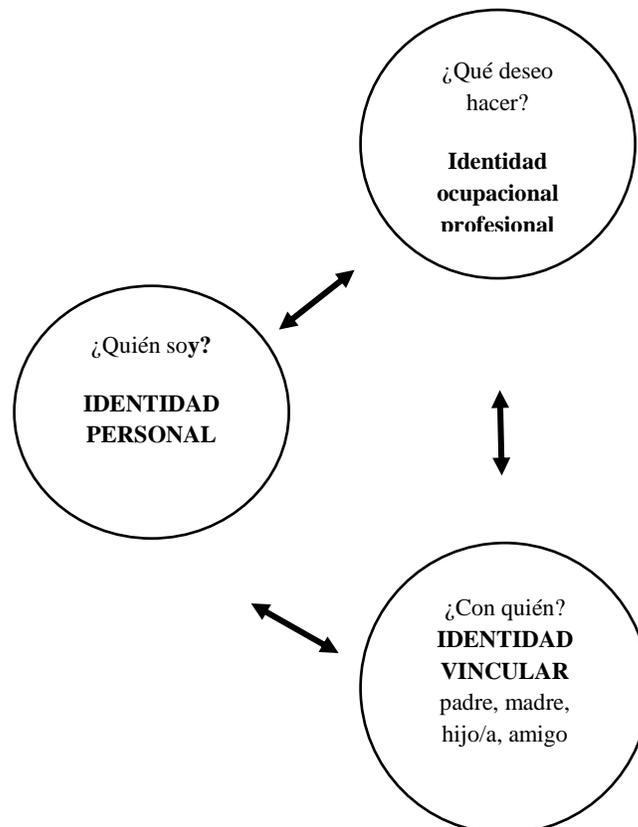 ¿Qué deseo
hacer?
Identidad
ocupacional
profesional
¿Quién soy?
IDENTIDAD
PERSONAL
¿Con quién?
IDENTIDAD
VINCULAR
padre, madre,
hijo/a, amigo